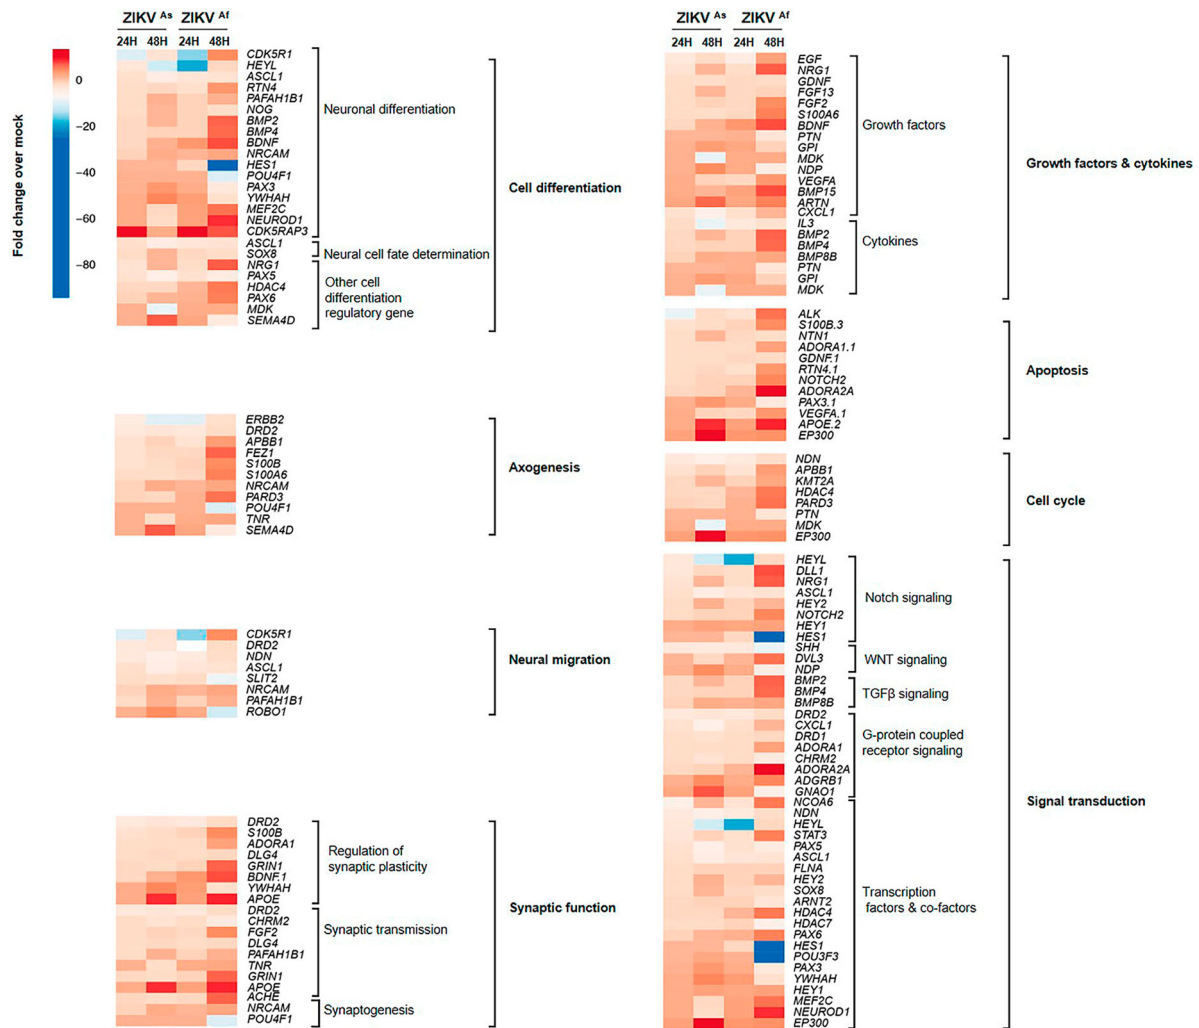 ZIKV As ZIKV Af
24H 48H 24H 48H
Fold change over mock
0
−20
−40
−60
−80
CDK5R1
HEYL
ASCL1
RTN4
PAFAH1B1
NOG
BMP2
BMP4
BDNF
NRCAM
HES1
POU4F1
PAX3
YWHAH
MEF2C
NEUROD1
CDK5RAP3
ASCL1
SOX8
NRG1
PAX5
HDAC4
PAX6
MDK
SEMA4D
Neuronal differentiation
Neural cell fate determination
Other cell
differentiation
regulatory gene
Cell differentiation
ERBB2
DRD2
APBB1
FEZ1
S100B
S100A6
NRCAM
PARD3
POU4F1
TNR
SEMA4D
Axogenesis
CDK5R1
DRD2
NDN
ASCL1
SLIT2
NRCAM
PAFAH1B1
ROBO1
Neural migration
DRD2
S100B
ADORA1
DLG4
GRIN1
BDNF.1
YWHAH
APOE
DRD2
CHRM2
FGF2
DLG4
PAFAH1B1
TNR
GRIN1
APOE
ACHE
NRCAM
POU4F1
Regulation of
synaptic plasticity
Synaptic transmission
Synaptogenesis
Synaptic function
ZIKV As ZIKV Af
24H 48H 24H 48H
EGF
NRG1
GDNF
FGF13
FGF2
S100A6
BDNF
PTN
GPI
MDK
NDP
VEGFA
BMP15
ARTN
CXCL1
IL3
BMP2
BMP4
BMP8B
PTN
GPI
MDK
Growth factors
Cytokines
Growth factors & cytokines
ALK
S100B.3
NTN1
ADORA1.1
GDNF.1
RTN4.1
NOTCH2
ADORA2A
PAX3.1
VEGFA.1
APOE.2
EP300
Apoptosis
NDN
APBB1
KMT2A
HDAC4
PARD3
PTN
MDK
EP300
Cell cycle
HEYL
DLL1
NRG1
ASCL1
HEY2
NOTCH2
HEY1
HES1
SHH
DVL3
NDP
BMP2
BMP4
BMP8B
DRD2
CXCL1
DRD1
ADORA1
CHRM2
ADORA2A
ADGRB1
GNAO1
NCOA6
NDN
HEYL
STAT3
PAX5
ASCL1
FLNA
HEY2
SOX8
ARNT2
HDAC4
HDAC7
PAX6
HES1
POU3F3
PAX3
YWHAH
HEY1
MEF2C
NEUROD1
EP300
Notch signaling
WNT signaling
TGFβ signaling
G-protein coupled
receptor signaling
Transcription
factors & co-factors
Signal transduction